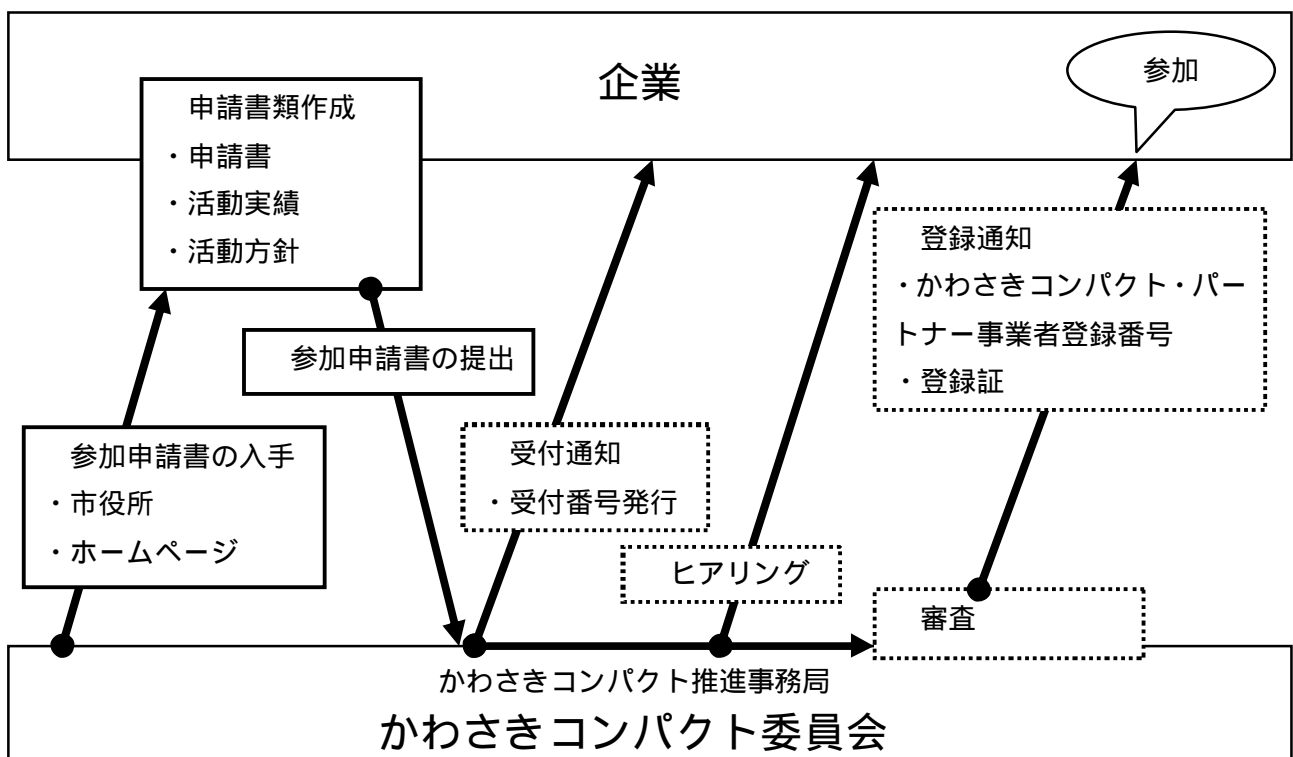 企業
参加
申請書類作成
・申請書
・活動実績
・活動方針
参加申請書の提出
参加申請書の入手
・市役所
・ホームページ
受付通知
・受付番号発行
ヒアリング
登録通知
・かわさきコンパクト・パー
トナー事業者登録番号
・登録証
審査
かわさきコンパクト推進事務局
かわさきコンパクト委員会